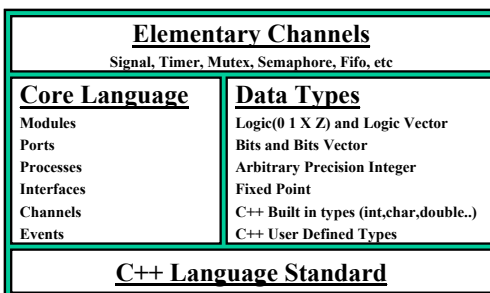 Elementary Channels
Signal, Timer, Mutex, Semaphore, Fifo, etc
Core Language
Modules
Ports
Processes
Interfaces
Channels
Events
Data Types
Logic(0 1 X Z) and Logic Vector
Bits and Bits Vector
Arbitrary Precision Integer
Fixed Point
C++ Built in types (int,char,double..)
C++ User Defined Types
C++ Language Standard